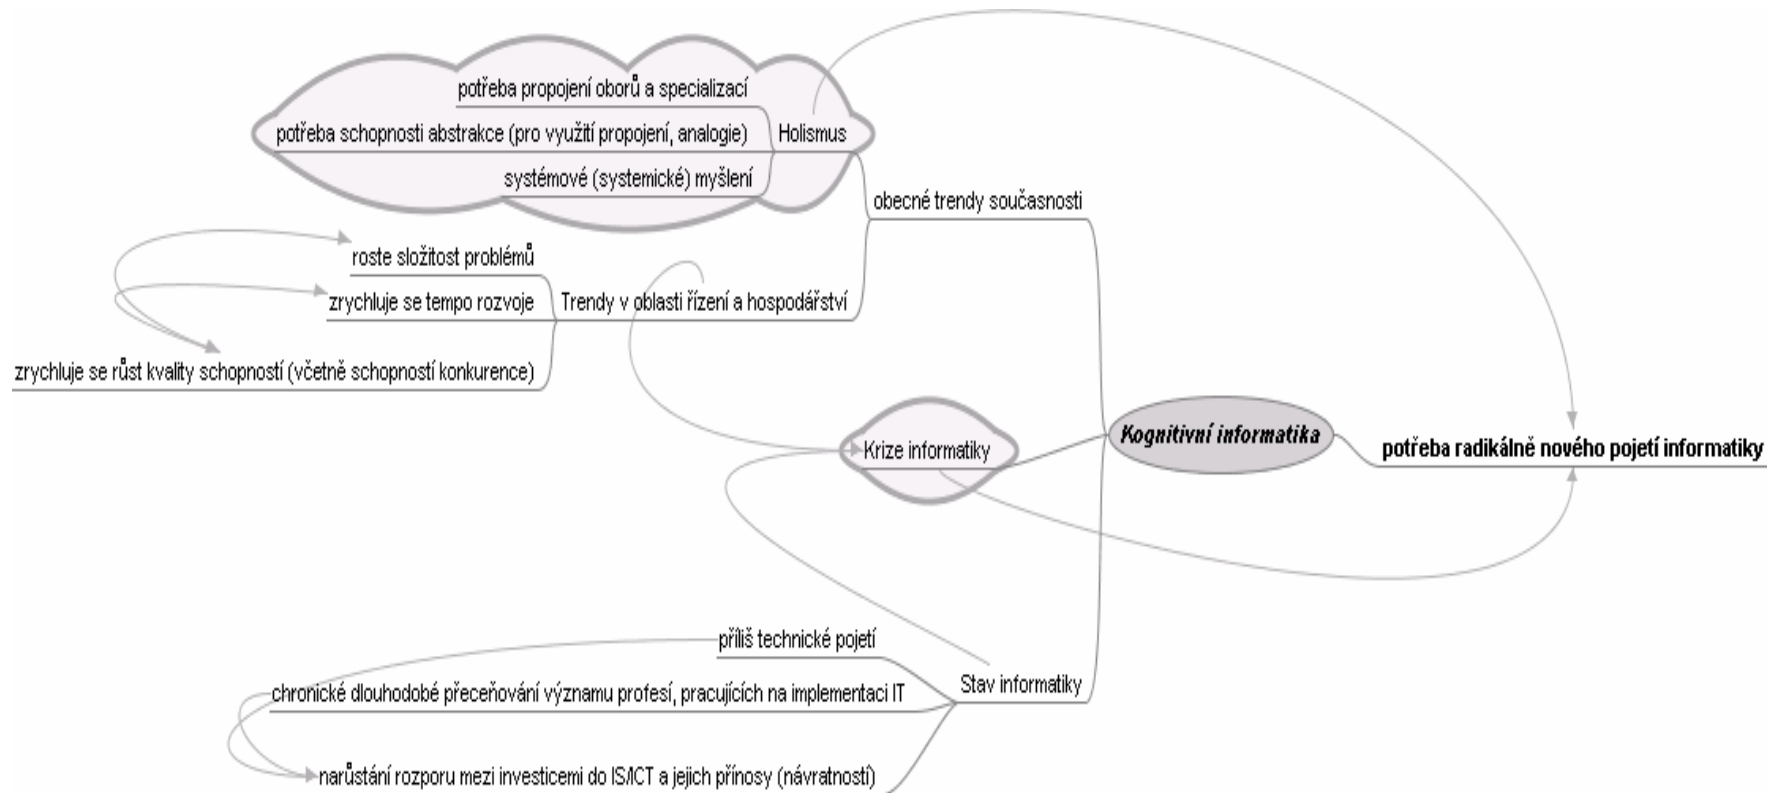 potřeba propojení oborů a specializací
potřeba schopnosti abstrakce (pro využití propojení, analogie)
Holismus
systémové (systemické) myšlení
obecné trendy současnosti
roste složitost problémů
zrychluje se tempo rozvoje
Trendy v oblasti řízení a hospodářství
zrychluje se růst kvality schopností (včetně schopností konkurence)
Krize informatiky
Kognitivní informatika
potřeba radikálně nového pojetí informatiky
příliš technické pojetí
chronické dlouhodobé přeceňování významu profesí, pracujících na implementaci IT
Stav informatiky
narůstání rozporu mezi investicemi do IS/ICT a jejich přínosy (návratností)